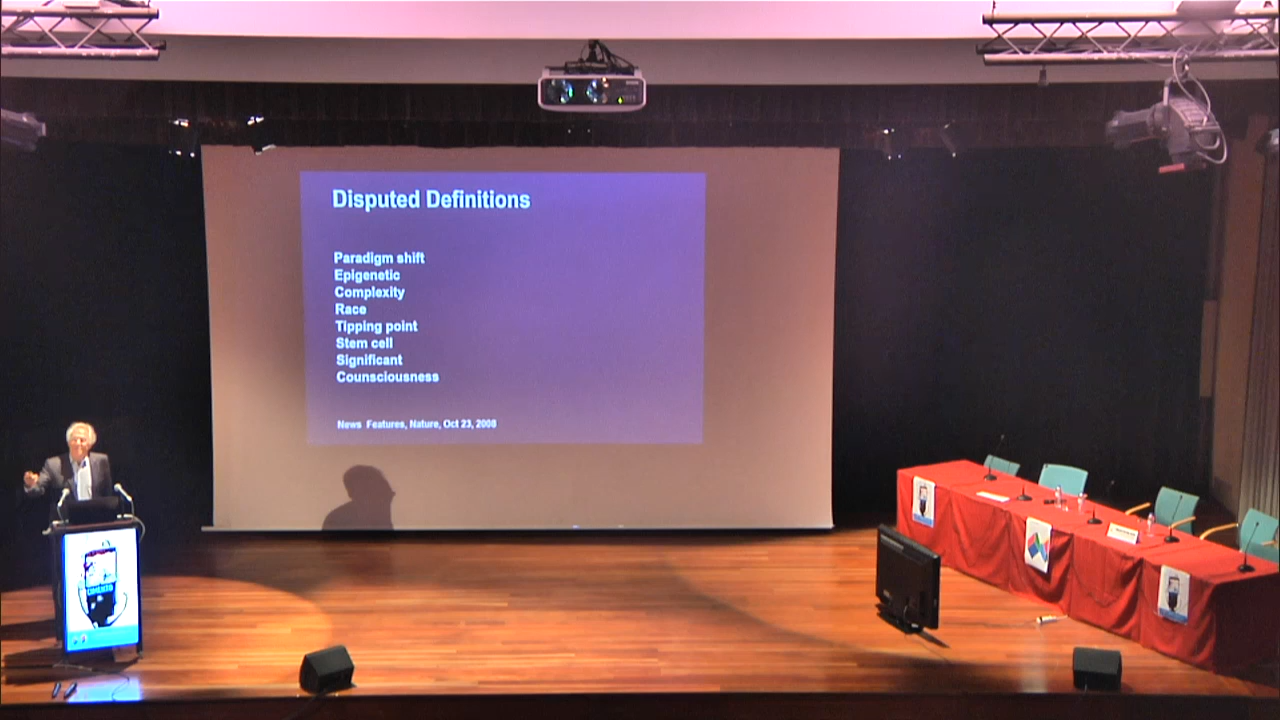 Disputed Definitions
Paradigm shift
Epigenetic
Complexity
Race
Tipping point
Stem cell
Significant
Counsciousness
News Features, Nature, Oct 23, 2008